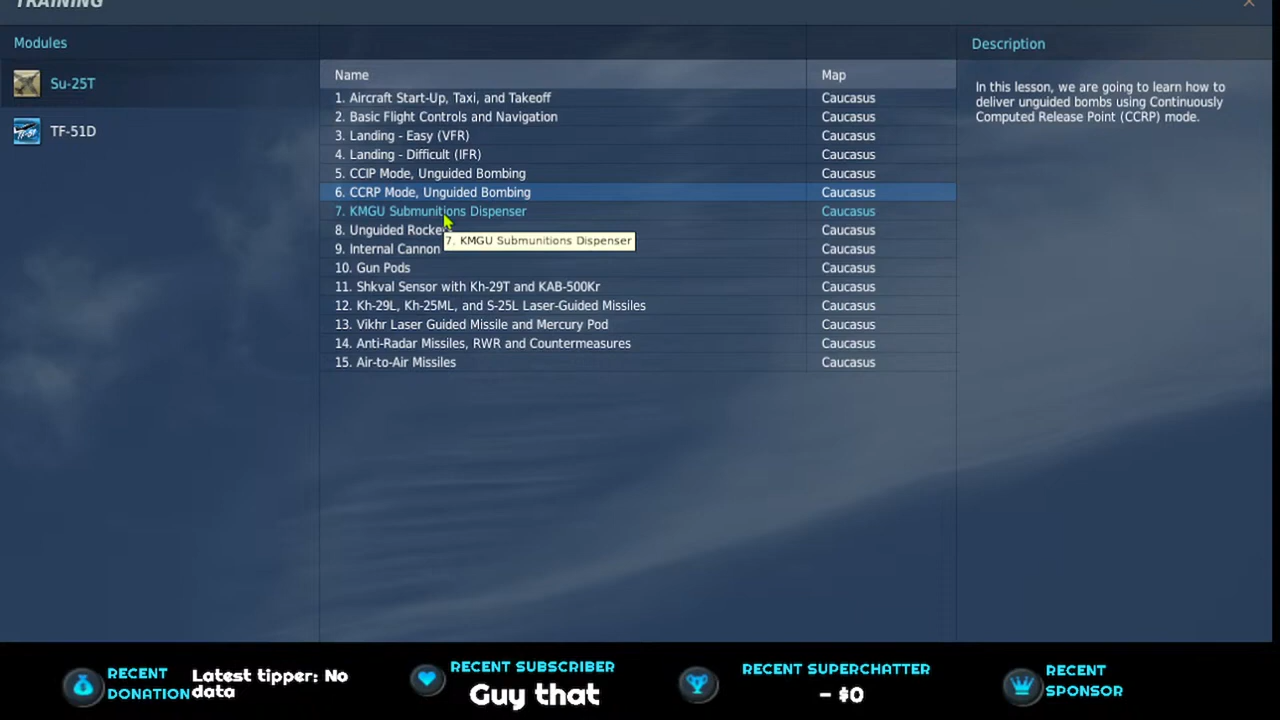 TRAINING
Modules
Su-25T
TF-51D
Name Map
1. Aircraft Start-Up, Taxi, and Takeoff Caucasus
2. Basic Flight Controls and Navigation Caucasus
3. Landing - Easy (VFR) Caucasus
4. Landing - Difficult (IFR) Caucasus
5. CCIP Mode, Unguided Bombing Caucasus
6. CCRP Mode, Unguided Bombing Caucasus
7. KMGU Submunitions Dispenser Caucasus
8. Unguided Rockets Caucasus
7. KMGU Submunitions Dispenser
9. Internal Cannon Caucasus
10. Gun Pods Caucasus
11. Shkval Sensor with Kh-29T and KAB-500Kr Caucasus
12. Kh-29L, Kh-25ML, and S-25L Laser-Guided Missiles Caucasus
13. Vikhr Laser Guided Missile and Mercury Pod Caucasus
14. Anti-Radar Missiles, RWR and Countermeasures Caucasus
15. Air-to-Air Missiles Caucasus
Description
In this lesson, we are going to learn how to
deliver unguided bombs using Continuously
Computed Release Point (CCRP) mode.
RECENT
DONATION
Latest tipper: No
data
RECENT SUBSCRIBER
Guy that
RECENT SUPERCHATTER
- $0
RECENT
SPONSOR